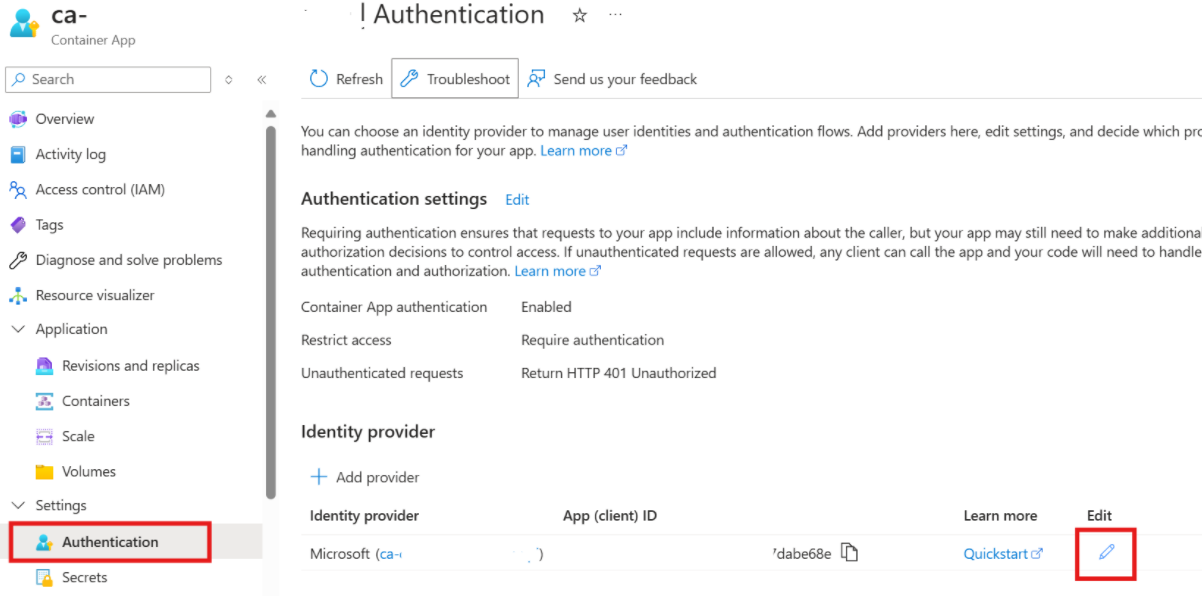 ca-
Container App
| Authentication
Search
Refresh Troubleshoot Send us your feedback
Overview
Activity log
Access control (IAM)
Tags
Diagnose and solve problems
Resource visualizer
Application
Revisions and replicas
Containers
Scale
Volumes
Settings
Authentication
Secrets
You can choose an identity provider to manage user identities and authentication flows. Add providers here, edit settings, and decide which
handling authentication for your app. Learn more
Authentication settings Edit
Requiring authentication ensures that requests to your app include information about the caller, but your app may still need to make additional
authorization decisions to control access. If unauthenticated requests are allowed, any client can call the app and your code will need to handle
authentication and authorization. Learn more
Container App authentication Enabled
Restrict access Require authentication
Unauthenticated requests Return HTTP 401 Unauthorized
Identity provider
+ Add provider
Identity provider App (client) ID Learn more Edit
Microsoft (ca- ) dabe68e Quickstart